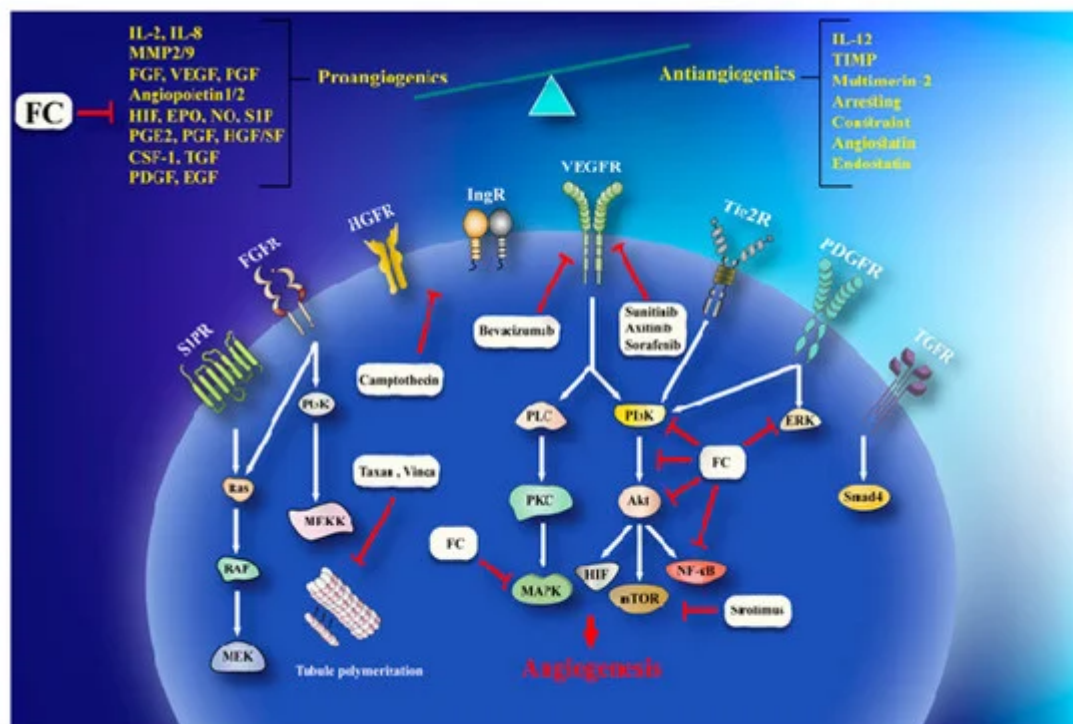 IL-2, IL-8
MMP2/9
FGF, VEGF, PGF
Angiopoietin1/2
HIF, EPO, NO, S1P
PGE2, PGF, HGF/SF
CSF-1, TGF
PDGF, EGF
FC
Proangiogenics
Antiangiogenics
IL-12
TIMP
Multimerin-2
Arresting
Constraint
Angiostatin
Endostatin
S1PR
FGFR
HGFR
IngR
VEGFR
Tie2R
PDGFR
TGFR
Bevacizumab
Sunitinib
Axitinib
Sorafenib
Camptothecin
PI3K
PLC
PI3K
ERK
FC
Taxan, Vinca
Ras
MEKK
PKC
Akt
Smad4
FC
RAF
MAPK
HIF
mTOR
NF-κB
Sirolimus
MEK
Tubule polymeritation
Angiogenesis